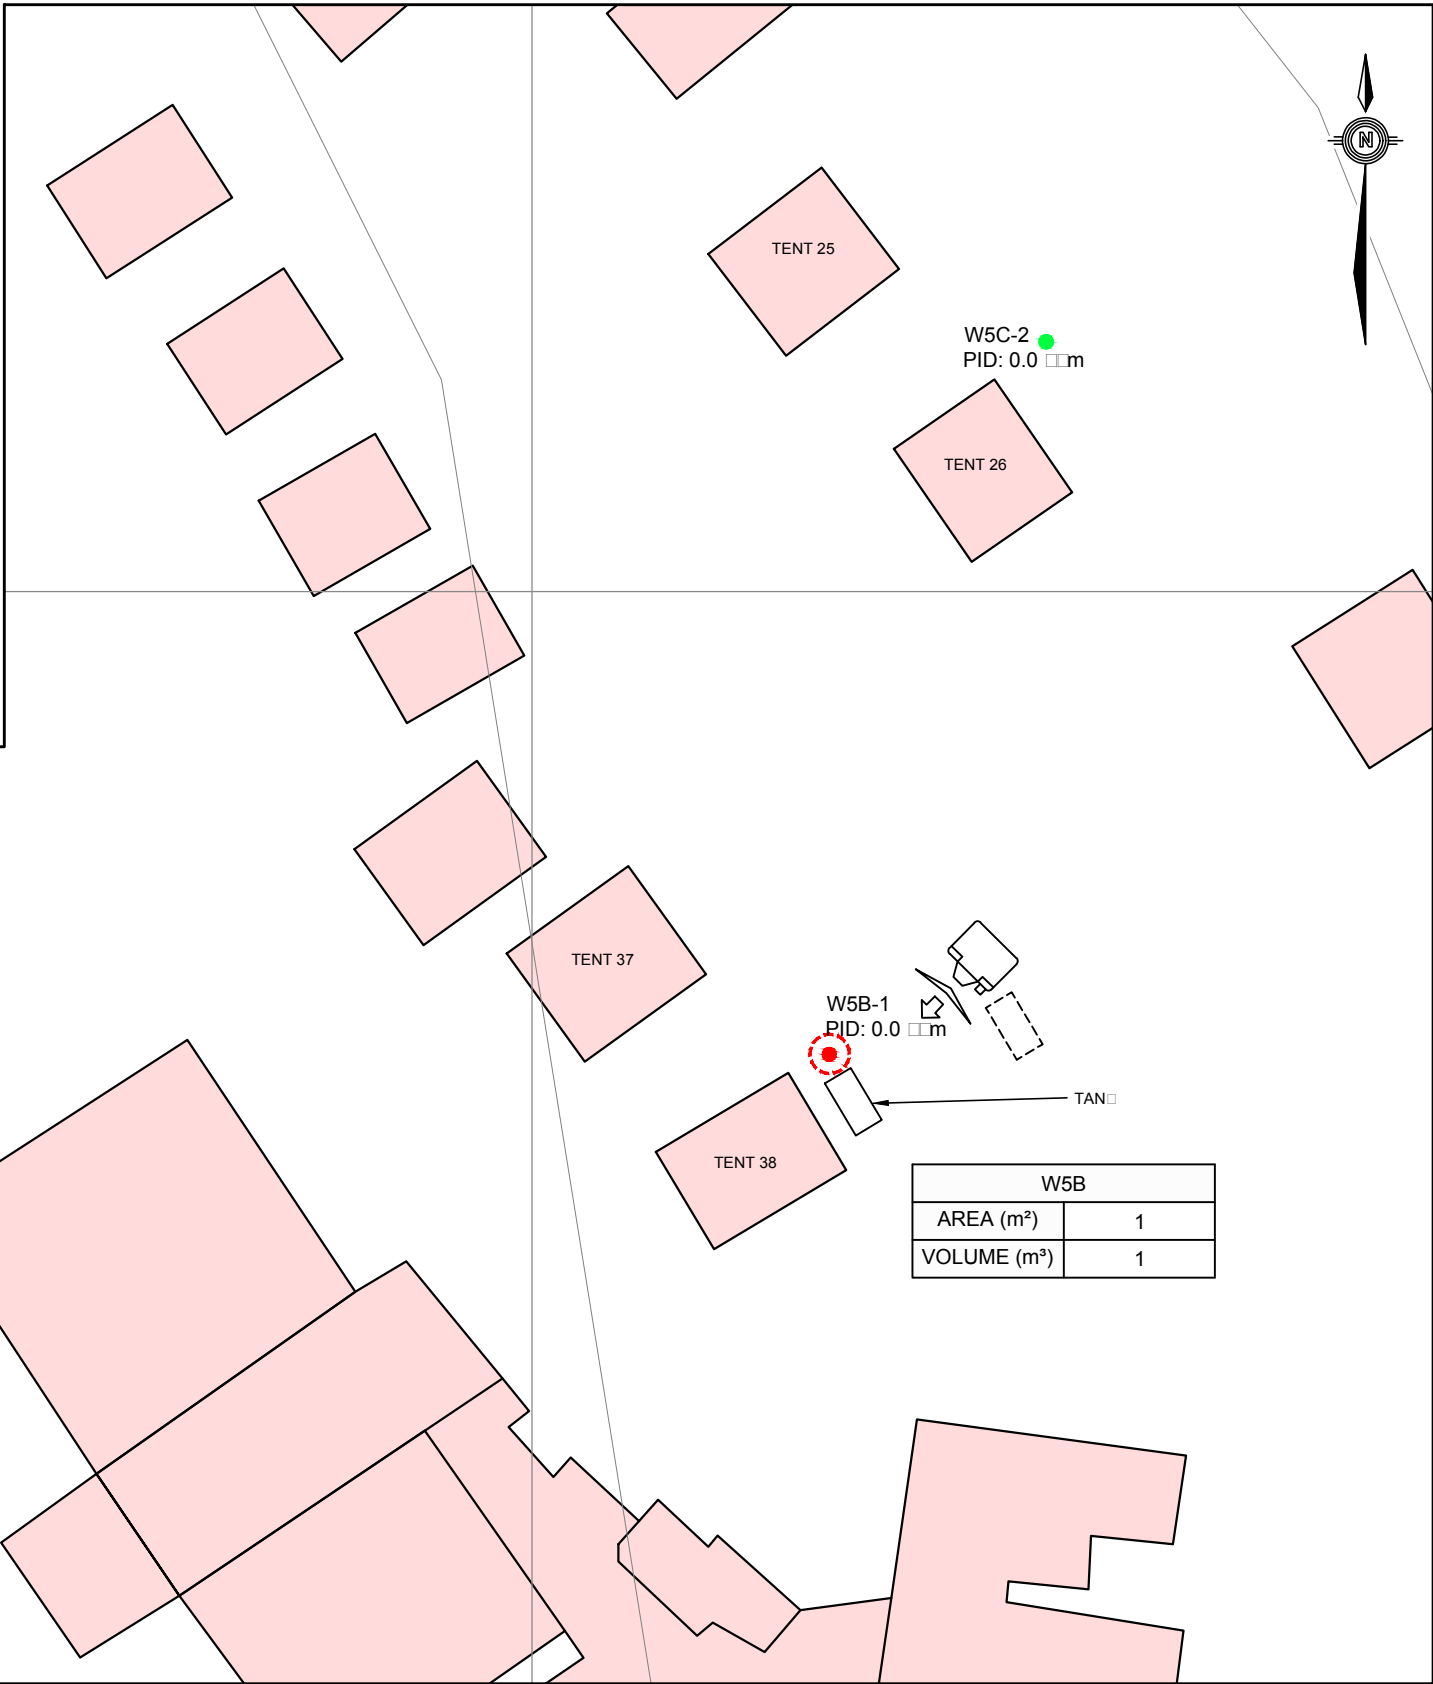 N
TENT 25
W5C-2
PID: 0.0 □□m
TENT 26
TENT 37
W5B-1
PID: 0.0 □□m
TAN□
TENT 38
W5B
AREA (m²) 1
VOLUME (m³) 1